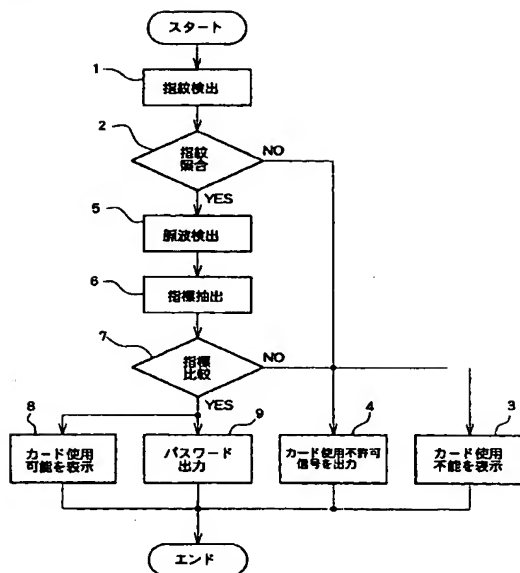 スタート
1
指紋検出
2
指紋
照合
NO
YES
5
脈波検出
6
指標抽出
7
指標
比較
NO
YES
8
カード使用
可能を表示
9
パスワード
出力
4
カード使用不許可
信号を出力
3
カード使用
不能を表示
エンド